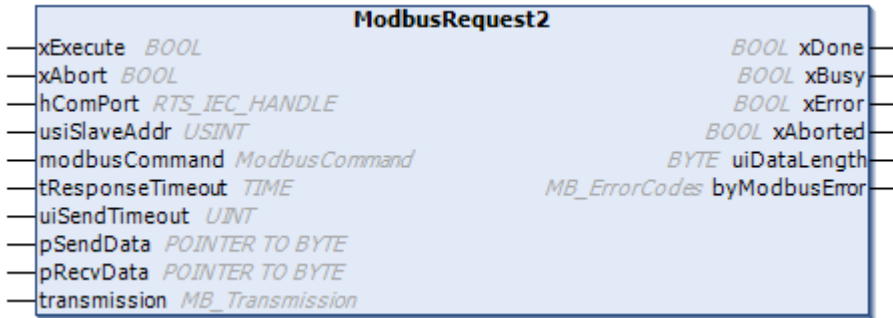 ModbusRequest2
xExecute BOOL BOOL xDone
xAbort BOOL BOOL xBusy
hComPort RTS_IEC_HANDLE BOOL xError
usiSlaveAddr USINT BOOL xAborted
modbusCommand ModbusCommand BYTE uiDataLength
tResponseTimeout TIME MB_ErrorCodes byModbusError
uiSendTimeout UINT
pSendData POINTER TO BYTE
pRecvData POINTER TO BYTE
transmission MB_Transmission